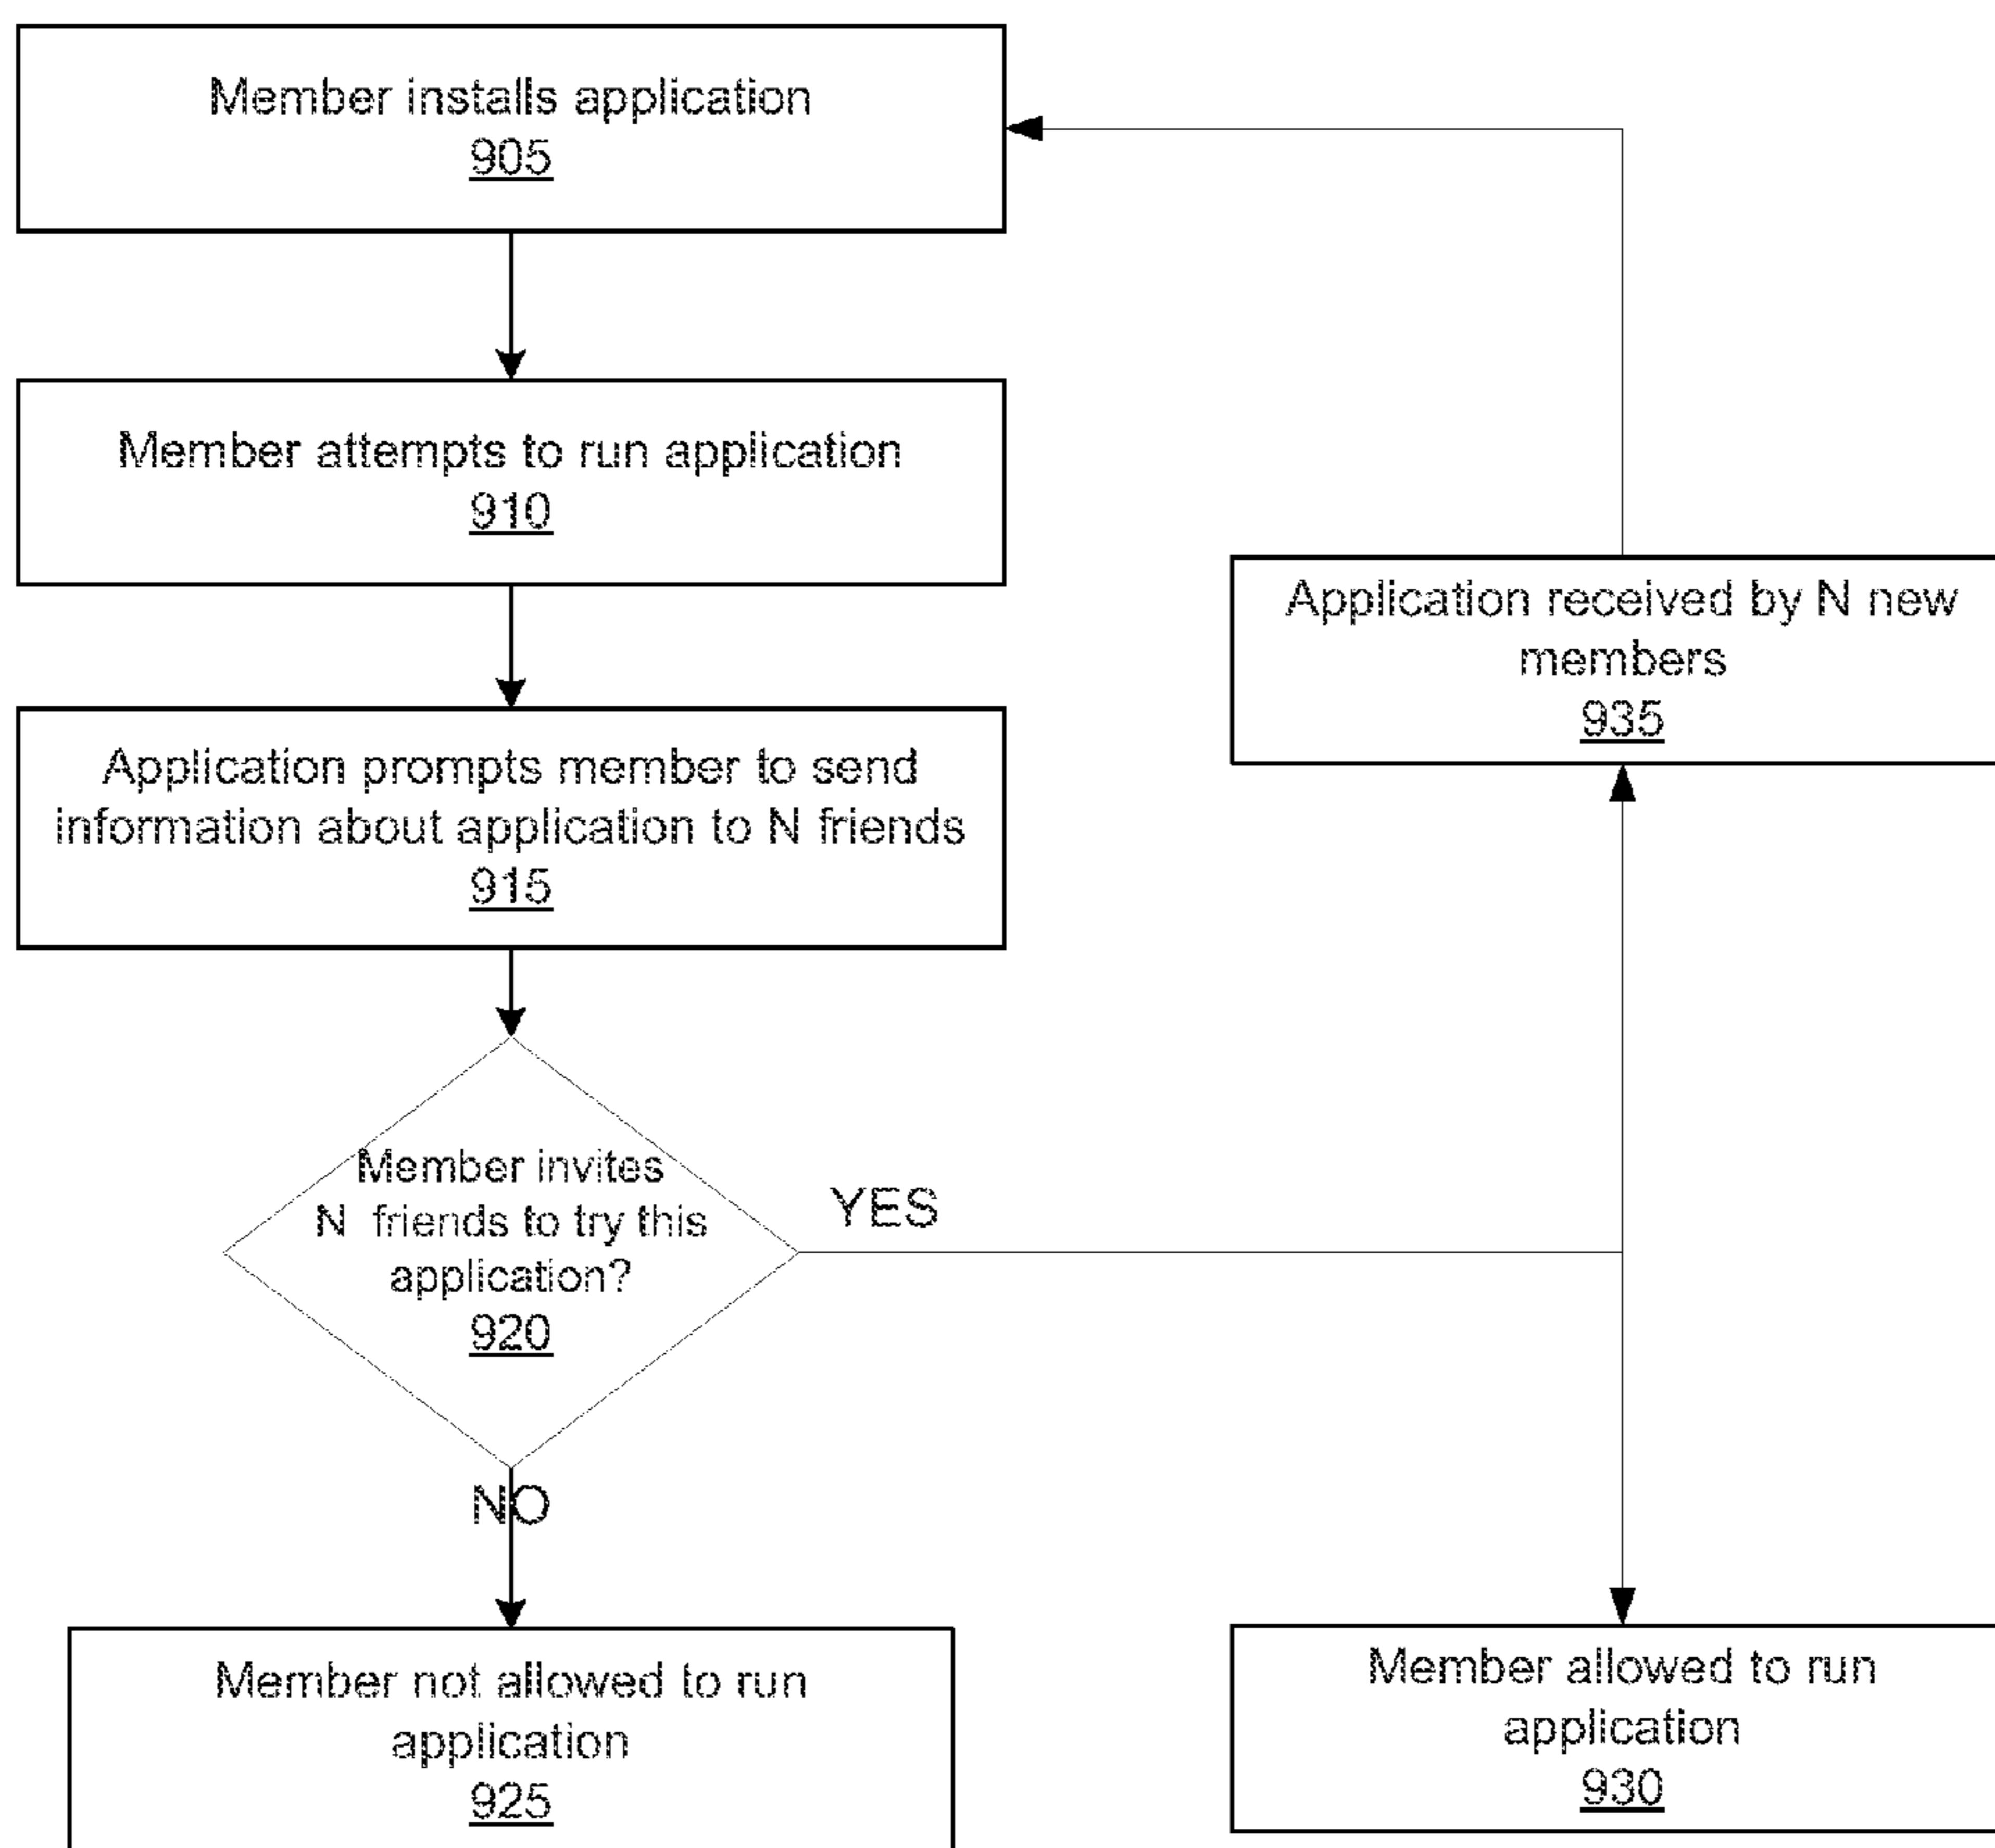 Member installs application
905
Member attempts to run application
910
Application prompts member to send
information about application to N friends
915
Member invites
N friends to try this
application?
920
YES
NO
Member not allowed to run
application
925
Application received by N new
members
935
Member allowed to run
application
930